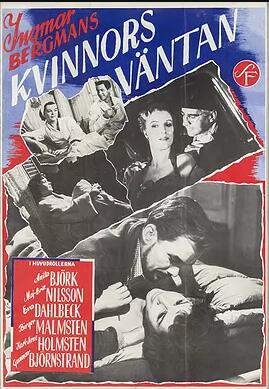 Ingmar
BERGMANS
KVINNORS
VÄNTAN
SF
I HUVUDROLLERNA
Anita BJÖRK
Maj-Britt NILSSON
Eva DAHLBECK
Birger MALMSTEN
Karl-Arne HOLMSTEN
Gunnar BJÖRNSTRAND